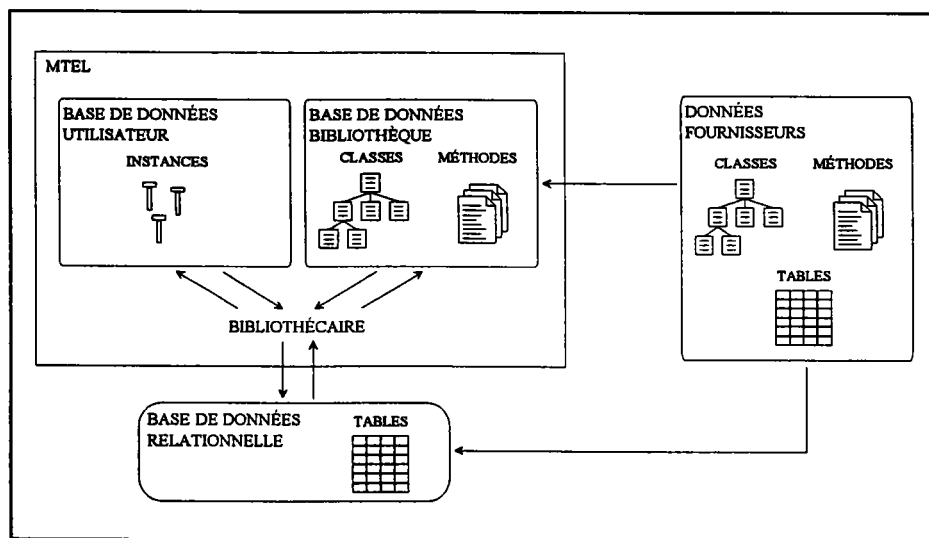 MTEL
BASE DE DONNÉES
UTILISATEUR
INSTANCES
BASE DE DONNÉES
BIBLIOTHÈQUE
CLASSES
MÉTHODES
DONNÉES
FOURNISSEURS
CLASSES
MÉTHODES
TABLES
BIBLIOTHÉCAIRE
BASE DE DONNÉES
RELATIONNELLE
TABLES